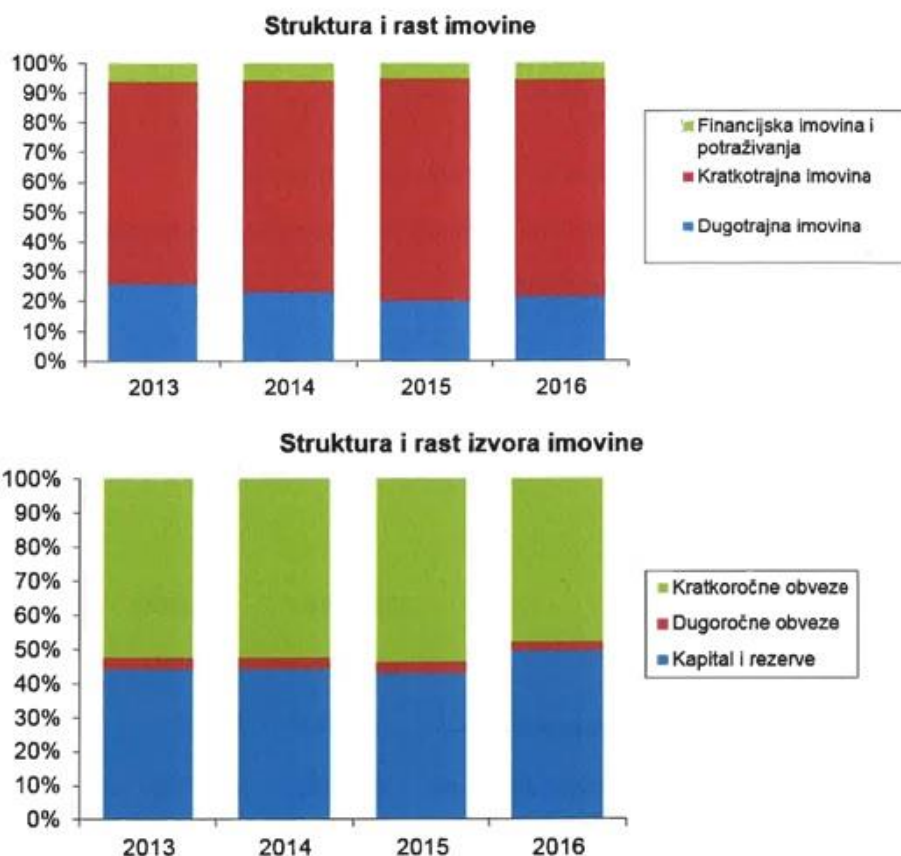 Struktura i rast imovine
100%
90%
80%
70%
60%
50%
40%
30%
20%
10%
0%
2013 2014 2015 2016
Financijska imovina i
potraživanja
Kratkotrajna imovina
Dugotrajna imovina
Struktura i rast izvora imovine
100%
90%
80%
70%
60%
50%
40%
30%
20%
10%
0%
2013 2014 2015 2016
Kratkoročne obveze
Dugoročne obveze
Kapital i rezerve